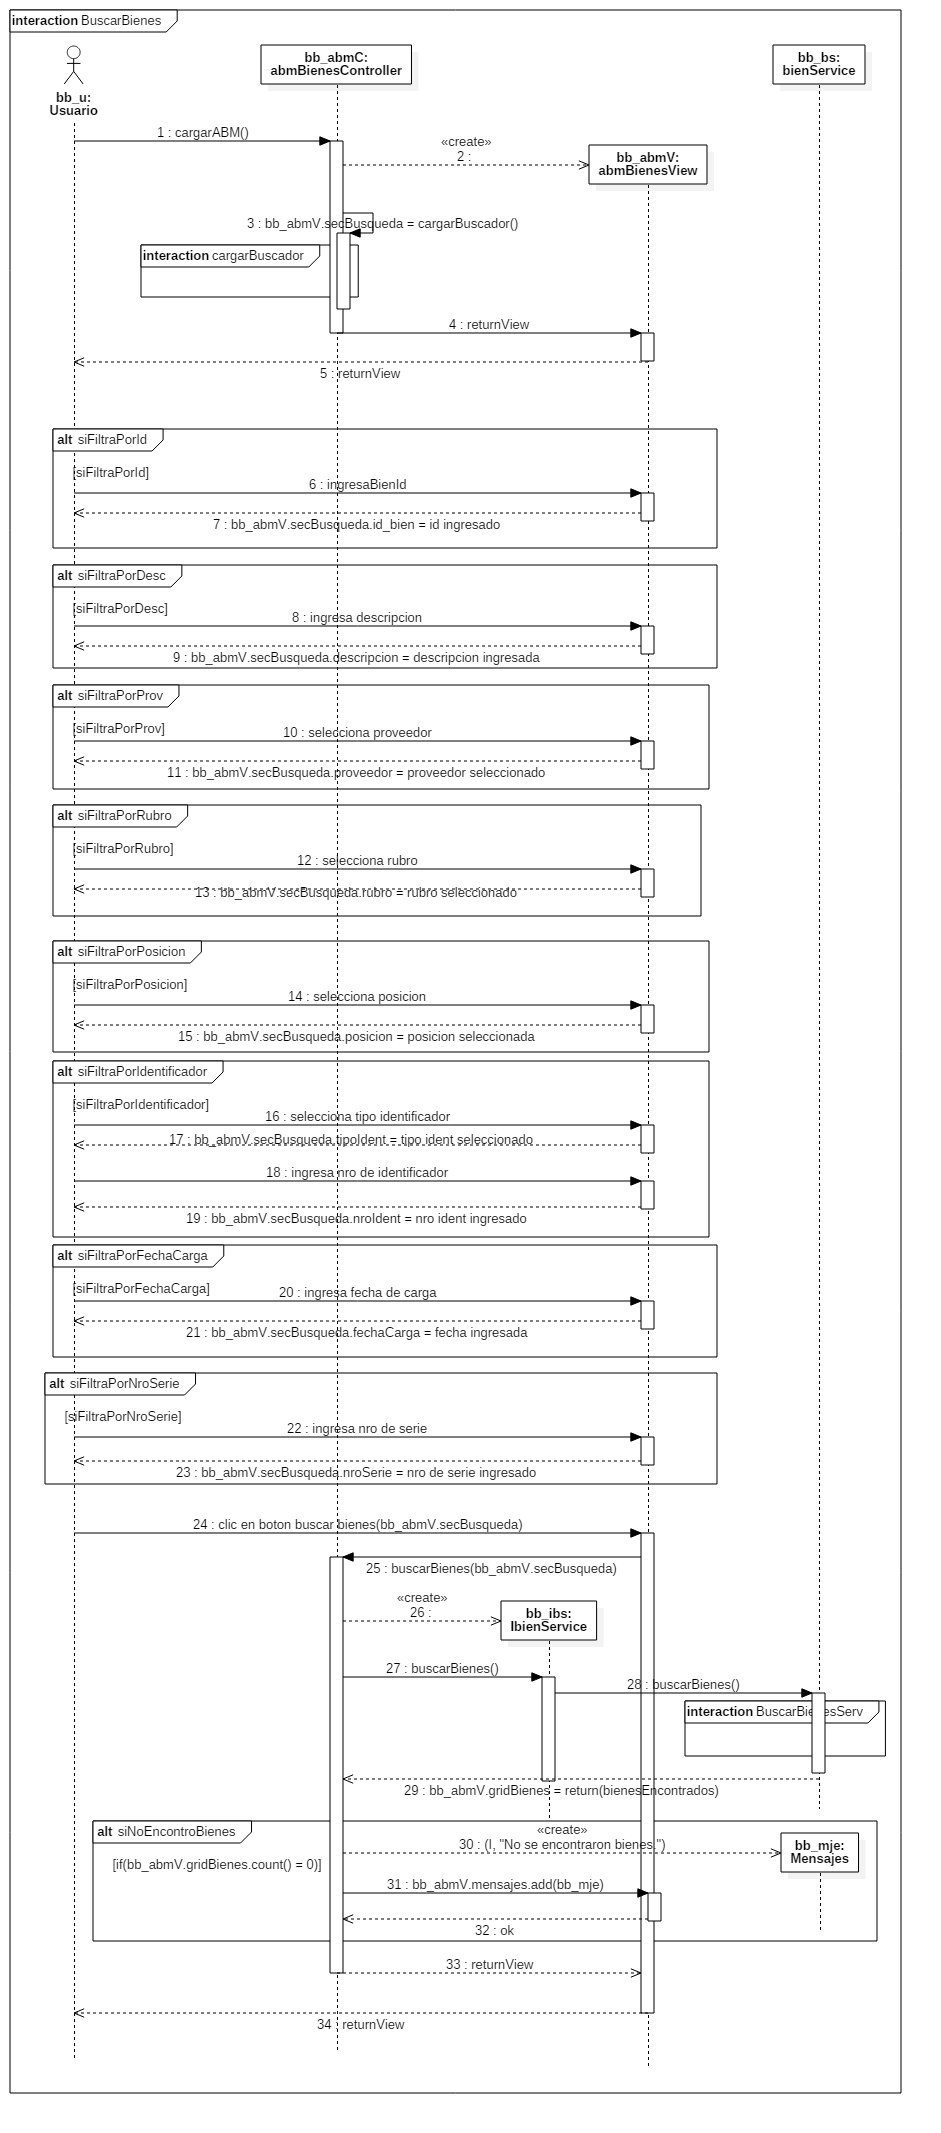 interaction BuscarBienes
bb_u:
Usuario
bb_abmC:
abmBienesController
bb_bs:
bienService
1 : cargarABM()
«create»
2 :
bb_abmV:
abmBienesView
3 : bb_abmV.secBusqueda = cargarBuscador()
interaction cargarBuscador
4 : returnView
5 : returnView
alt siFiltraPorId
[siFiltraPorId]
6 : ingresaBienId
7 : bb_abmV.secBusqueda.id_bien = id ingresado
alt siFiltraPorDesc
[siFiltraPorDesc]
8 : ingresa descripcion
9 : bb_abmV.secBusqueda.descripcion = descripcion ingresada
alt siFiltraPorProv
[siFiltraPorProv]
10 : selecciona proveedor
11 : bb_abmV.secBusqueda.proveedor = proveedor seleccionado
alt siFiltraPorRubro
[siFiltraPorRubro]
12 : selecciona rubro
13 : bb_abmV.secBusqueda.rubro = rubro seleccionado
alt siFiltraPorPosicion
[siFiltraPorPosicion]
14 : selecciona posicion
15 : bb_abmV.secBusqueda.posicion = posicion seleccionada
alt siFiltraPorIdentificador
[siFiltraPorIdentificador]
16 : selecciona tipo identificador
17 : bb_abmV.secBusqueda.tipoIdent = tipo ident seleccionado
18 : ingresa nro de identificador
19 : bb_abmV.secBusqueda.nroIdent = nro ident ingresado
alt siFiltraPorFechaCarga
[siFiltraPorFechaCarga]
20 : ingresa fecha de carga
21 : bb_abmV.secBusqueda.fechaCarga = fecha ingresada
alt siFiltraPorNroSerie
[siFiltraPorNroSerie]
22 : ingresa nro de serie
23 : bb_abmV.secBusqueda.nroSerie = nro de serie ingresado
24 : clic en boton buscar bienes(bb_abmV.secBusqueda)
25 : buscarBienes(bb_abmV.secBusqueda)
«create»
26 :
bb_ibs:
IbienService
27 : buscarBienes()
28 : buscarBienes()
interaction BuscarBienesServ
29 : bb_abmV.gridBienes = return(bienesEncontrados)
alt siNoEncontroBienes
«create»
30 : (I, "No se encontraron bienes.")
bb_mje:
Mensajes
[if(bb_abmV.gridBienes.count() = 0)]
31 : bb_abmV.mensajes.add(bb_mje)
32 : ok
33 : returnView
34 : returnView